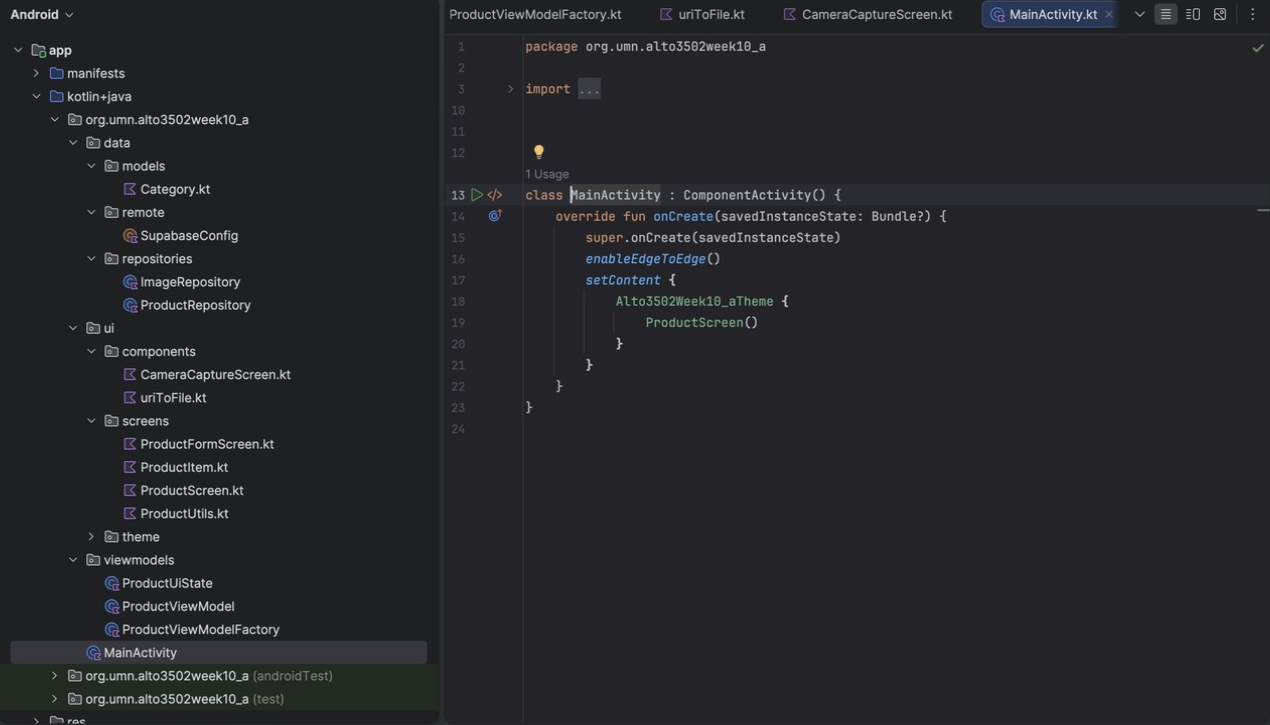 Android
app
manifests
kotlin+java
org.umn.alto3502week10_a
data
models
Category.kt
remote
SupabaseConfig
repositories
ImageRepository
ProductRepository
ui
components
CameraCaptureScreen.kt
uriToFile.kt
screens
ProductFormScreen.kt
ProductItem.kt
ProductScreen.kt
ProductUtils.kt
theme
viewmodels
ProductUiState
ProductViewModel
ProductViewModelFactory
MainActivity
org.umn.alto3502week10_a (androidTest)
org.umn.alto3502week10_a (test)
res
ProductViewModelFactory.kt uriToFile.kt CameraCaptureScreen.kt MainActivity.kt
1 package org.umn.alto3502week10_a
2
3 import ...
10
11
12
1 Usage
13 class MainActivity : ComponentActivity() {
14 override fun onCreate(savedInstanceState: Bundle?) {
15 super.onCreate(savedInstanceState)
16 enableEdgeToEdge()
17 setContent {
18 Alto3502Week10_aTheme {
19 ProductScreen()
20 }
21 }
22 }
23 }
24